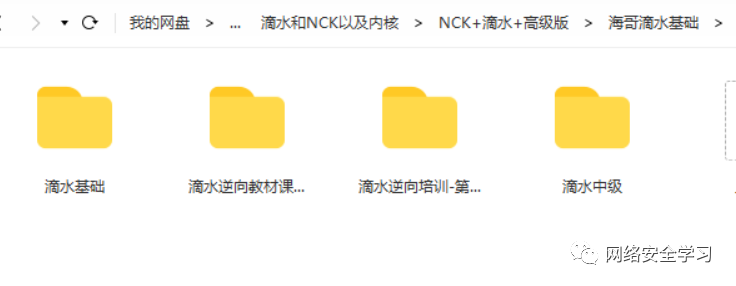 我的网盘 > ... 滴水和NCK以及内核 > NCK+滴水+高级版 > 海哥滴水基础 >
滴水基础 滴水逆向教材课... 滴水逆向培训-第... 滴水中级
网络安全学习